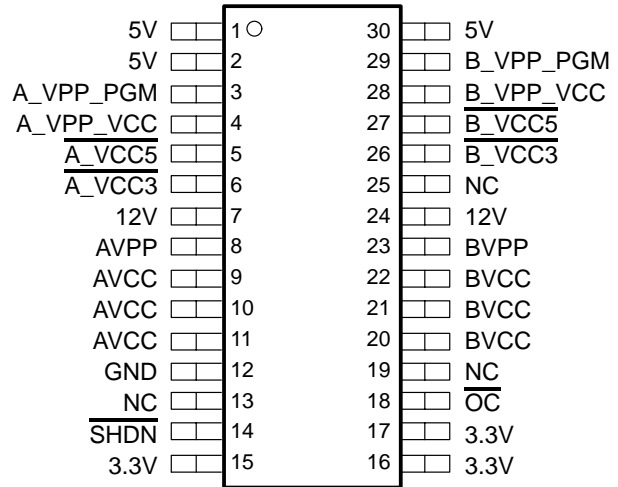 5V 1 30 5V
5V 2 29 B_VPP_PGM
A_VPP_PGM 3 28 B_VPP_VCC
A_VPP_VCC 4 27 B_VCC5
A_VCC5 5 26 B_VCC3
A_VCC3 6 25 NC
12V 7 24 12V
AVPP 8 23 BVPP
AVCC 9 22 BVCC
AVCC 10 21 BVCC
AVCC 11 20 BVCC
GND 12 19 NC
NC 13 18 OC
SHDN 14 17 3.3V
3.3V 15 16 3.3V